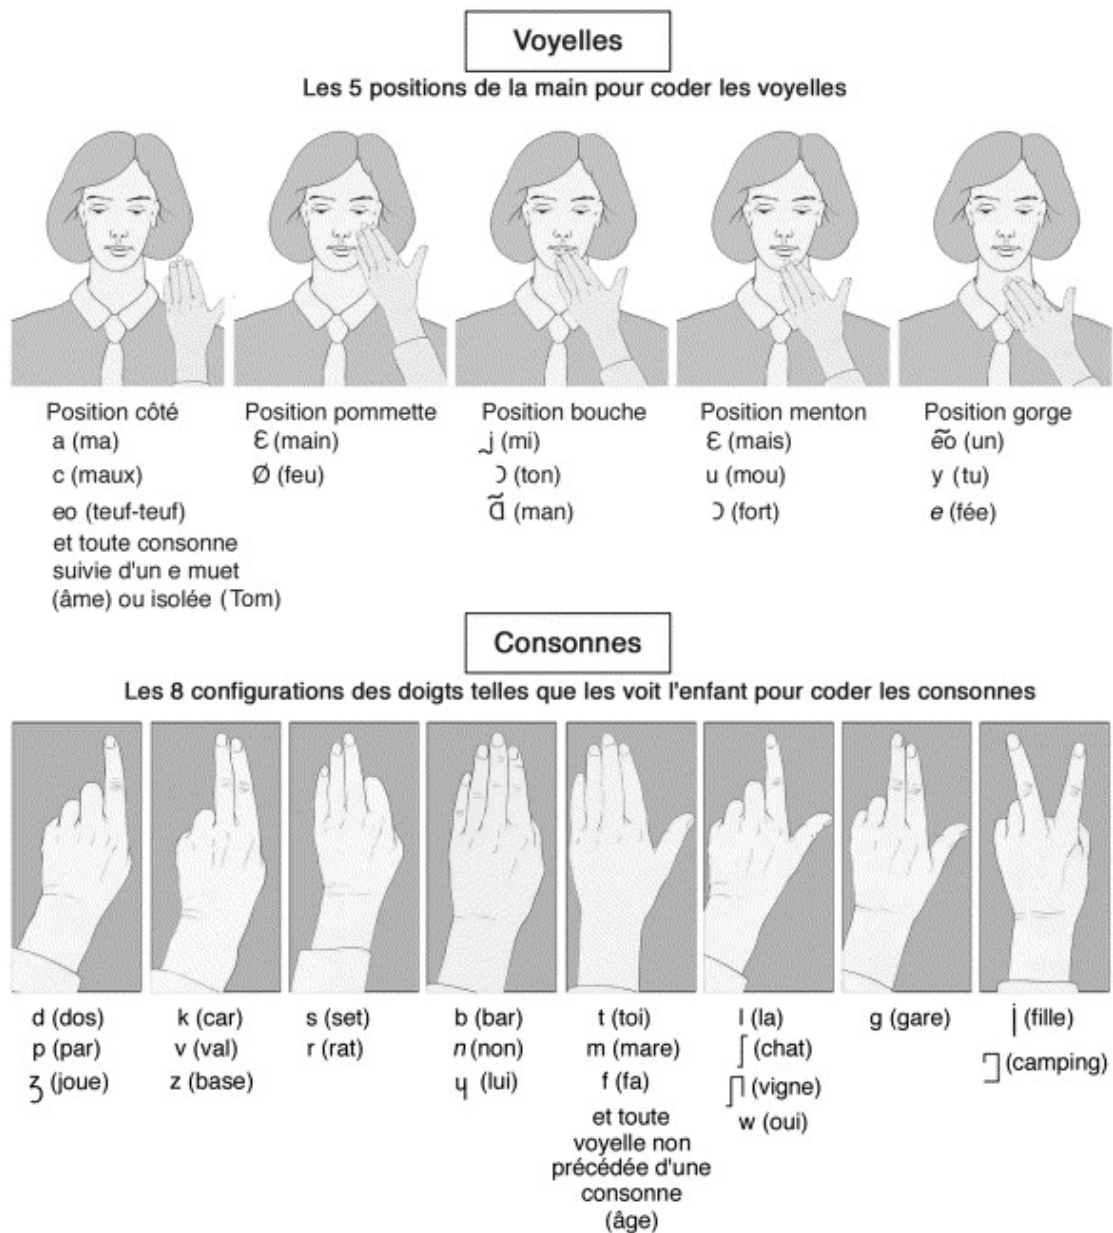 Voyelles
Les 5 positions de la main pour coder les voyelles
Position côté
a (ma)
c (maux)
eo (teuf-teuf)
et toute consonne
suivie d'un e muet
(âme) ou isolée (Tom)
Position pommette
Ɛ (main)
Ø (feu)
Position bouche
j̰ (mi)
Ɔ (ton)
ɑ̃ (man)
Position menton
Ɛ (mais)
u (mou)
Ɔ (fort)
Position gorge
ẽo (un)
y (tu)
e (fée)
Consonnes
Les 8 configurations des doigts telles que les voit l'enfant pour coder les consonnes
d (dos)
p (par)
ʒ (joue)
k (car)
v (val)
z (base)
s (set)
r (rat)
b (bar)
n (non)
ɥ (lui)
t (toi)
m (mare)
f (fa)
et toute
voyelle non
précédée d'une
consonne
(âge)
l (la)
ʃ (chat)
(vigne)
w (oui)
g (gare)
j (fille)
(camping)